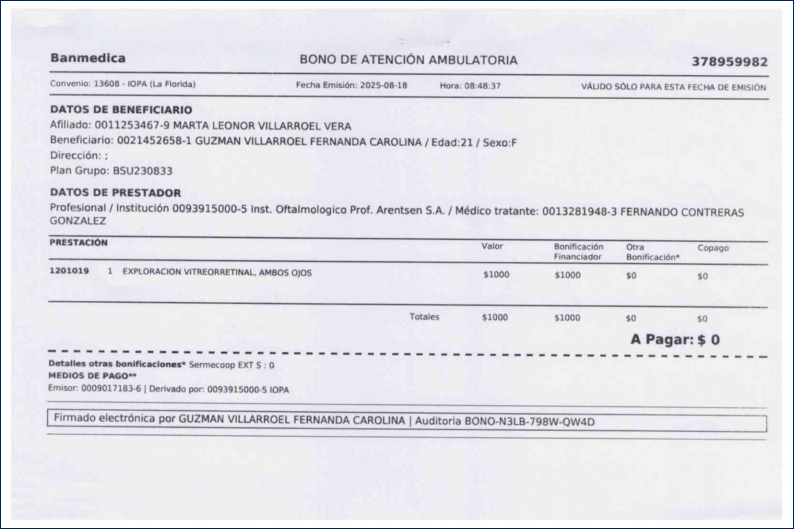 Banmedica BONO DE ATENCIÓN AMBULATORIA 378959982
Convenio: 13608 - IOPA (La Florida) Fecha Emisión: 2025-08-18 Hora: 08:48:37 VÁLIDO SÓLO PARA ESTA FECHA DE EMISIÓN
DATOS DE BENEFICIARIO
Afiliado: 0011253467-9 MARTA LEONOR VILLARROEL VERA
Beneficiario: 0021452658-1 GUZMAN VILLARROEL FERNANDA CAROLINA / Edad:21 / Sexo:F
Dirección: ;
Plan Grupo: BSU230833
DATOS DE PRESTADOR
Profesional / Institución 0093915000-5 Inst. Oftalmologico Prof. Arentsen S.A. / Médico tratante: 0013281948-3 FERNANDO CONTRERAS
GONZALEZ
PRESTACIÓN Valor Bonificación Otra Copago
Financiador Bonificación*
1201019 1 EXPLORACION VITREORRETINAL, AMBOS OJOS $1000 $1000 $0 $0
Totales $1000 $1000 $0 $0
A Pagar: $ 0
Detalles otras bonificaciones* Sermecoop EXT S : 0
MEDIOS DE PAGO**
Emisor: 0009017183-6 | Derivado por: 0093915000-5 IOPA
Firmado electrónica por GUZMAN VILLARROEL FERNANDA CAROLINA | Auditoria BONO-N3LB-798W-QW4D